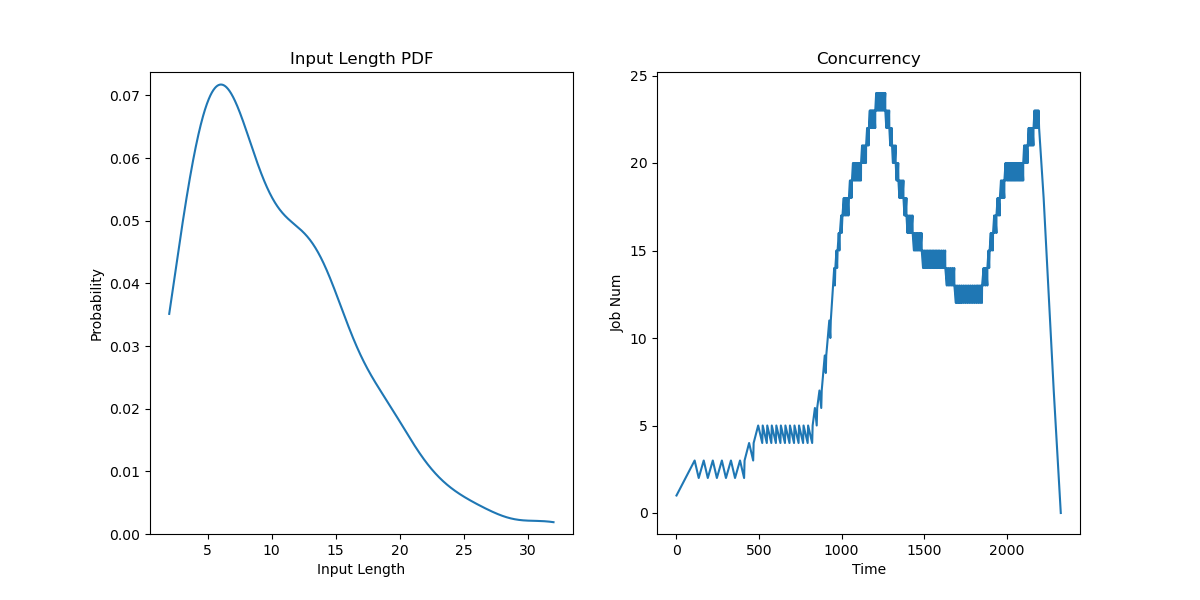 Input Length PDF
Probability
0.07
0.06
0.05
0.04
0.03
0.02
0.01
0.00
5 10 15 20 25 30
Input Length
Concurrency
Job Num
25
20
15
10
5
0
0 500 1000 1500 2000
Time